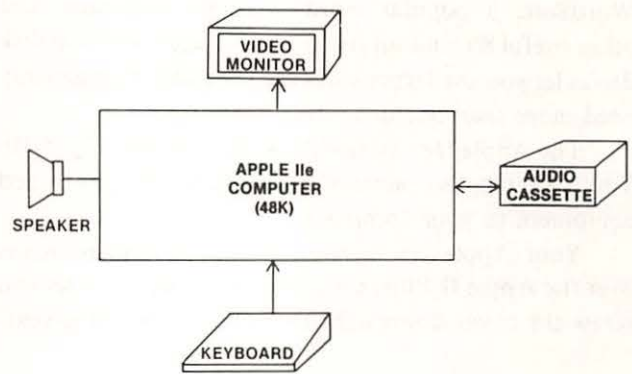 VIDEO
MONITOR
APPLE IIe
COMPUTER
(48K)
SPEAKER
AUDIO
CASSETTE
KEYBOARD